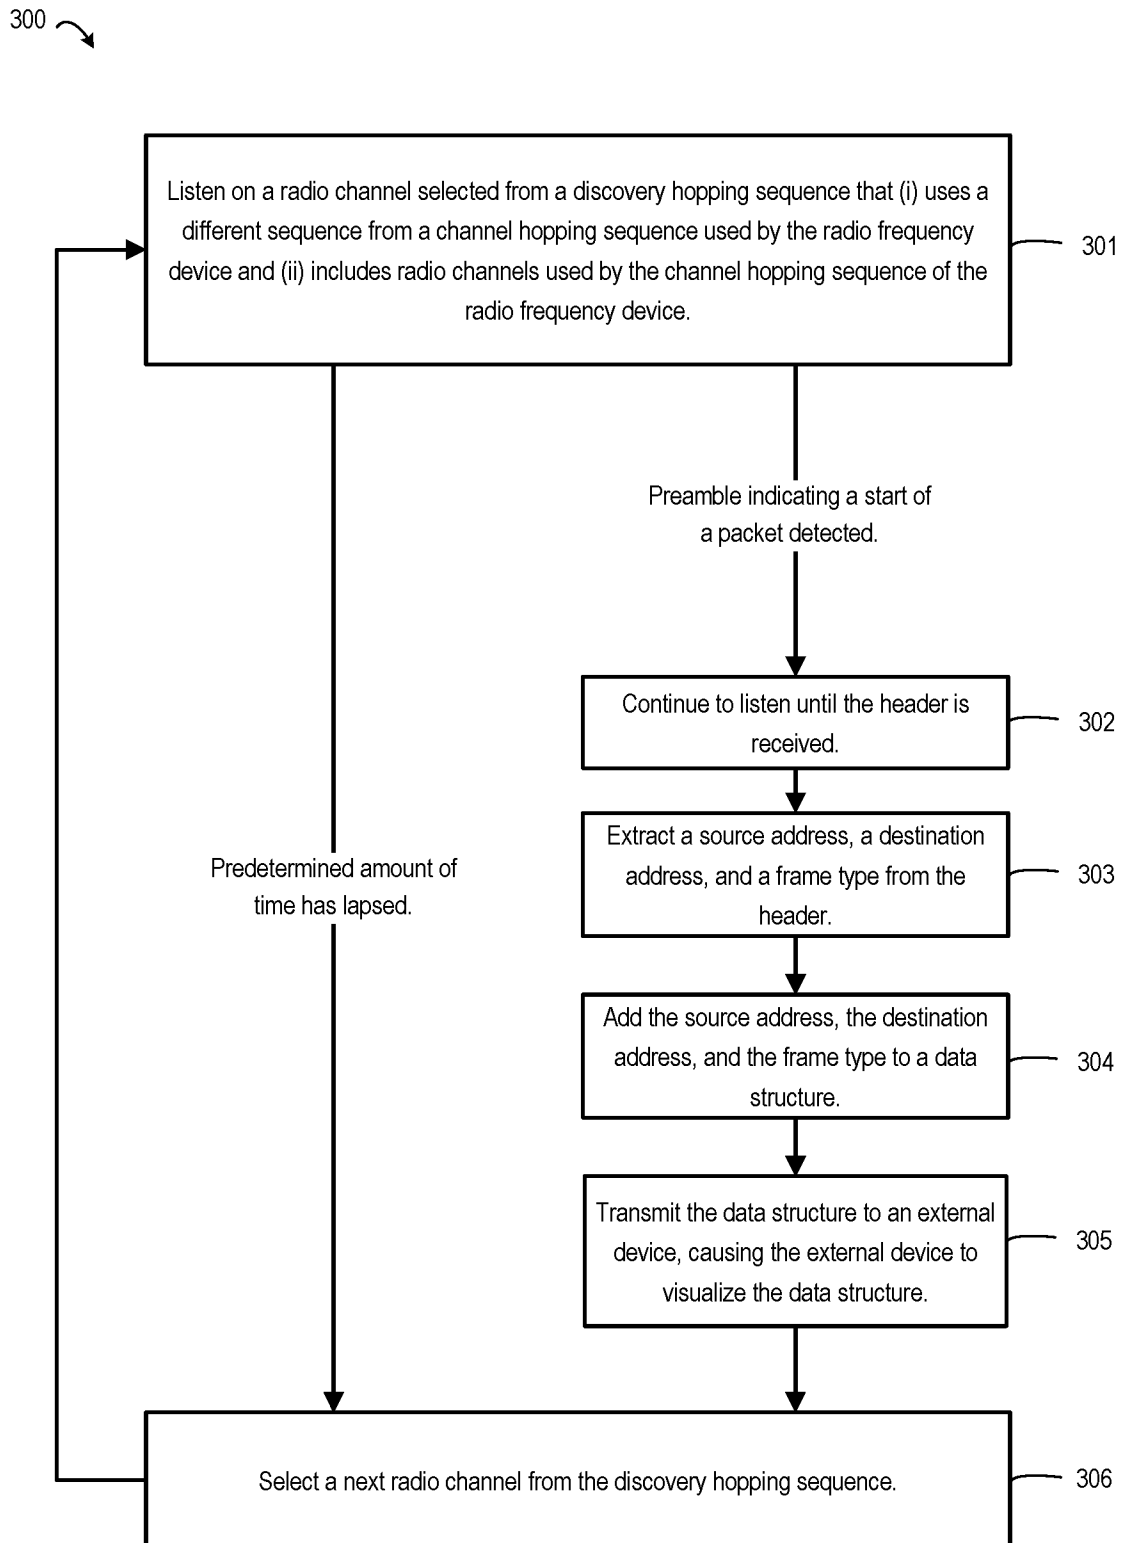 300
Listen on a radio channel selected from a discovery hopping sequence that (i) uses a
different sequence from a channel hopping sequence used by the radio frequency
device and (ii) includes radio channels used by the channel hopping sequence of the
radio frequency device.
301
Preamble indicating a start of
a packet detected.
Continue to listen until the header is
received.
302
Extract a source address, a destination
address, and a frame type from the
header.
303
Predetermined amount of
time has lapsed.
Add the source address, the destination
address, and the frame type to a data
structure.
304
Transmit the data structure to an external
device, causing the external device to
visualize the data structure.
305
Select a next radio channel from the discovery hopping sequence.
306